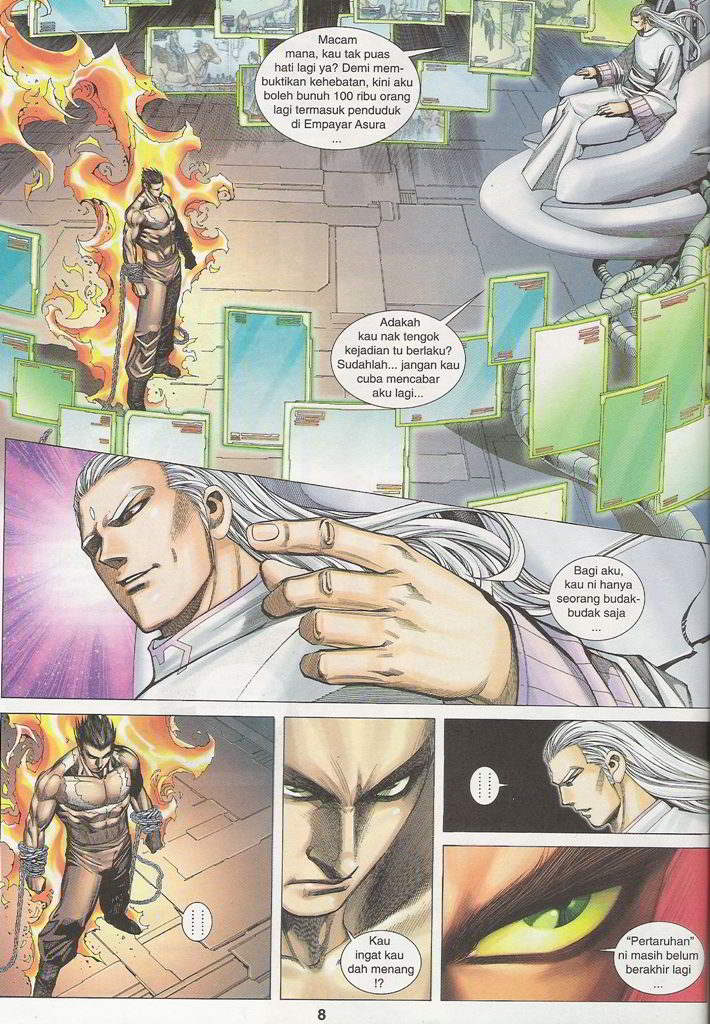 Macam
mana, kau tak puas
hati lagi ya? Demi mem-
buktikan kehebatan, kini aku
boleh bunuh 100 ribu orang
lagi termasuk penduduk
di Empayar Asura
...
Adakah
kau nak tengok
kejadian tu berlaku?
Sudahlah... jangan kau
cuba mencabar
aku lagi...
Bagi aku,
kau ni hanya
seorang budak-
budak saja
...
......
Kau
ingat kau
dah menang
!?
......
"Pertaruhan"
ni masih belum
berakhir lagi
...
8